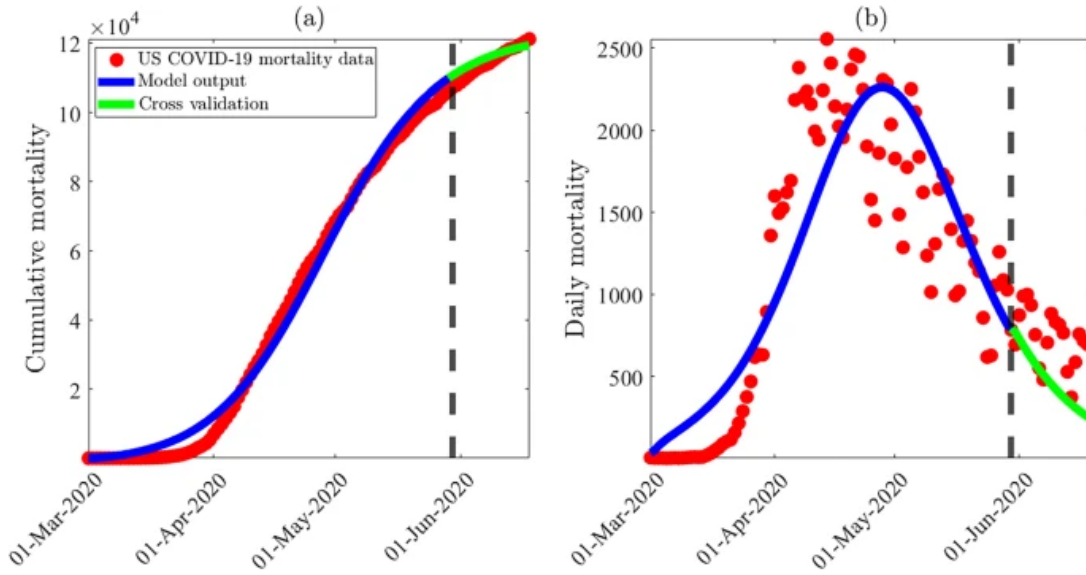 (a)
×10⁴
12
10
8
6
4
2
Cumulative mortality
US COVID-19 mortality data
Model output
Cross validation
01-Mar-2020
01-Apr-2020
01-May-2020
01-Jun-2020
(b)
2500
2000
1500
1000
500
Daily mortality
01-Mar-2020
01-Apr-2020
01-May-2020
01-Jun-2020